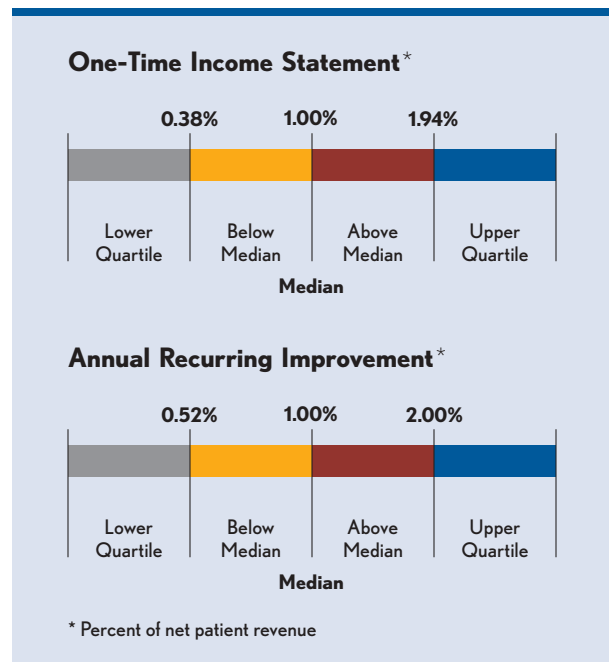 One-Time Income Statement*
0.38% 1.00% 1.94%
Lower Below Above Upper
Quartile Median Median Quartile
Median
Annual Recurring Improvement*
0.52% 1.00% 2.00%
Lower Below Above Upper
Quartile Median Median Quartile
Median
* Percent of net patient revenue